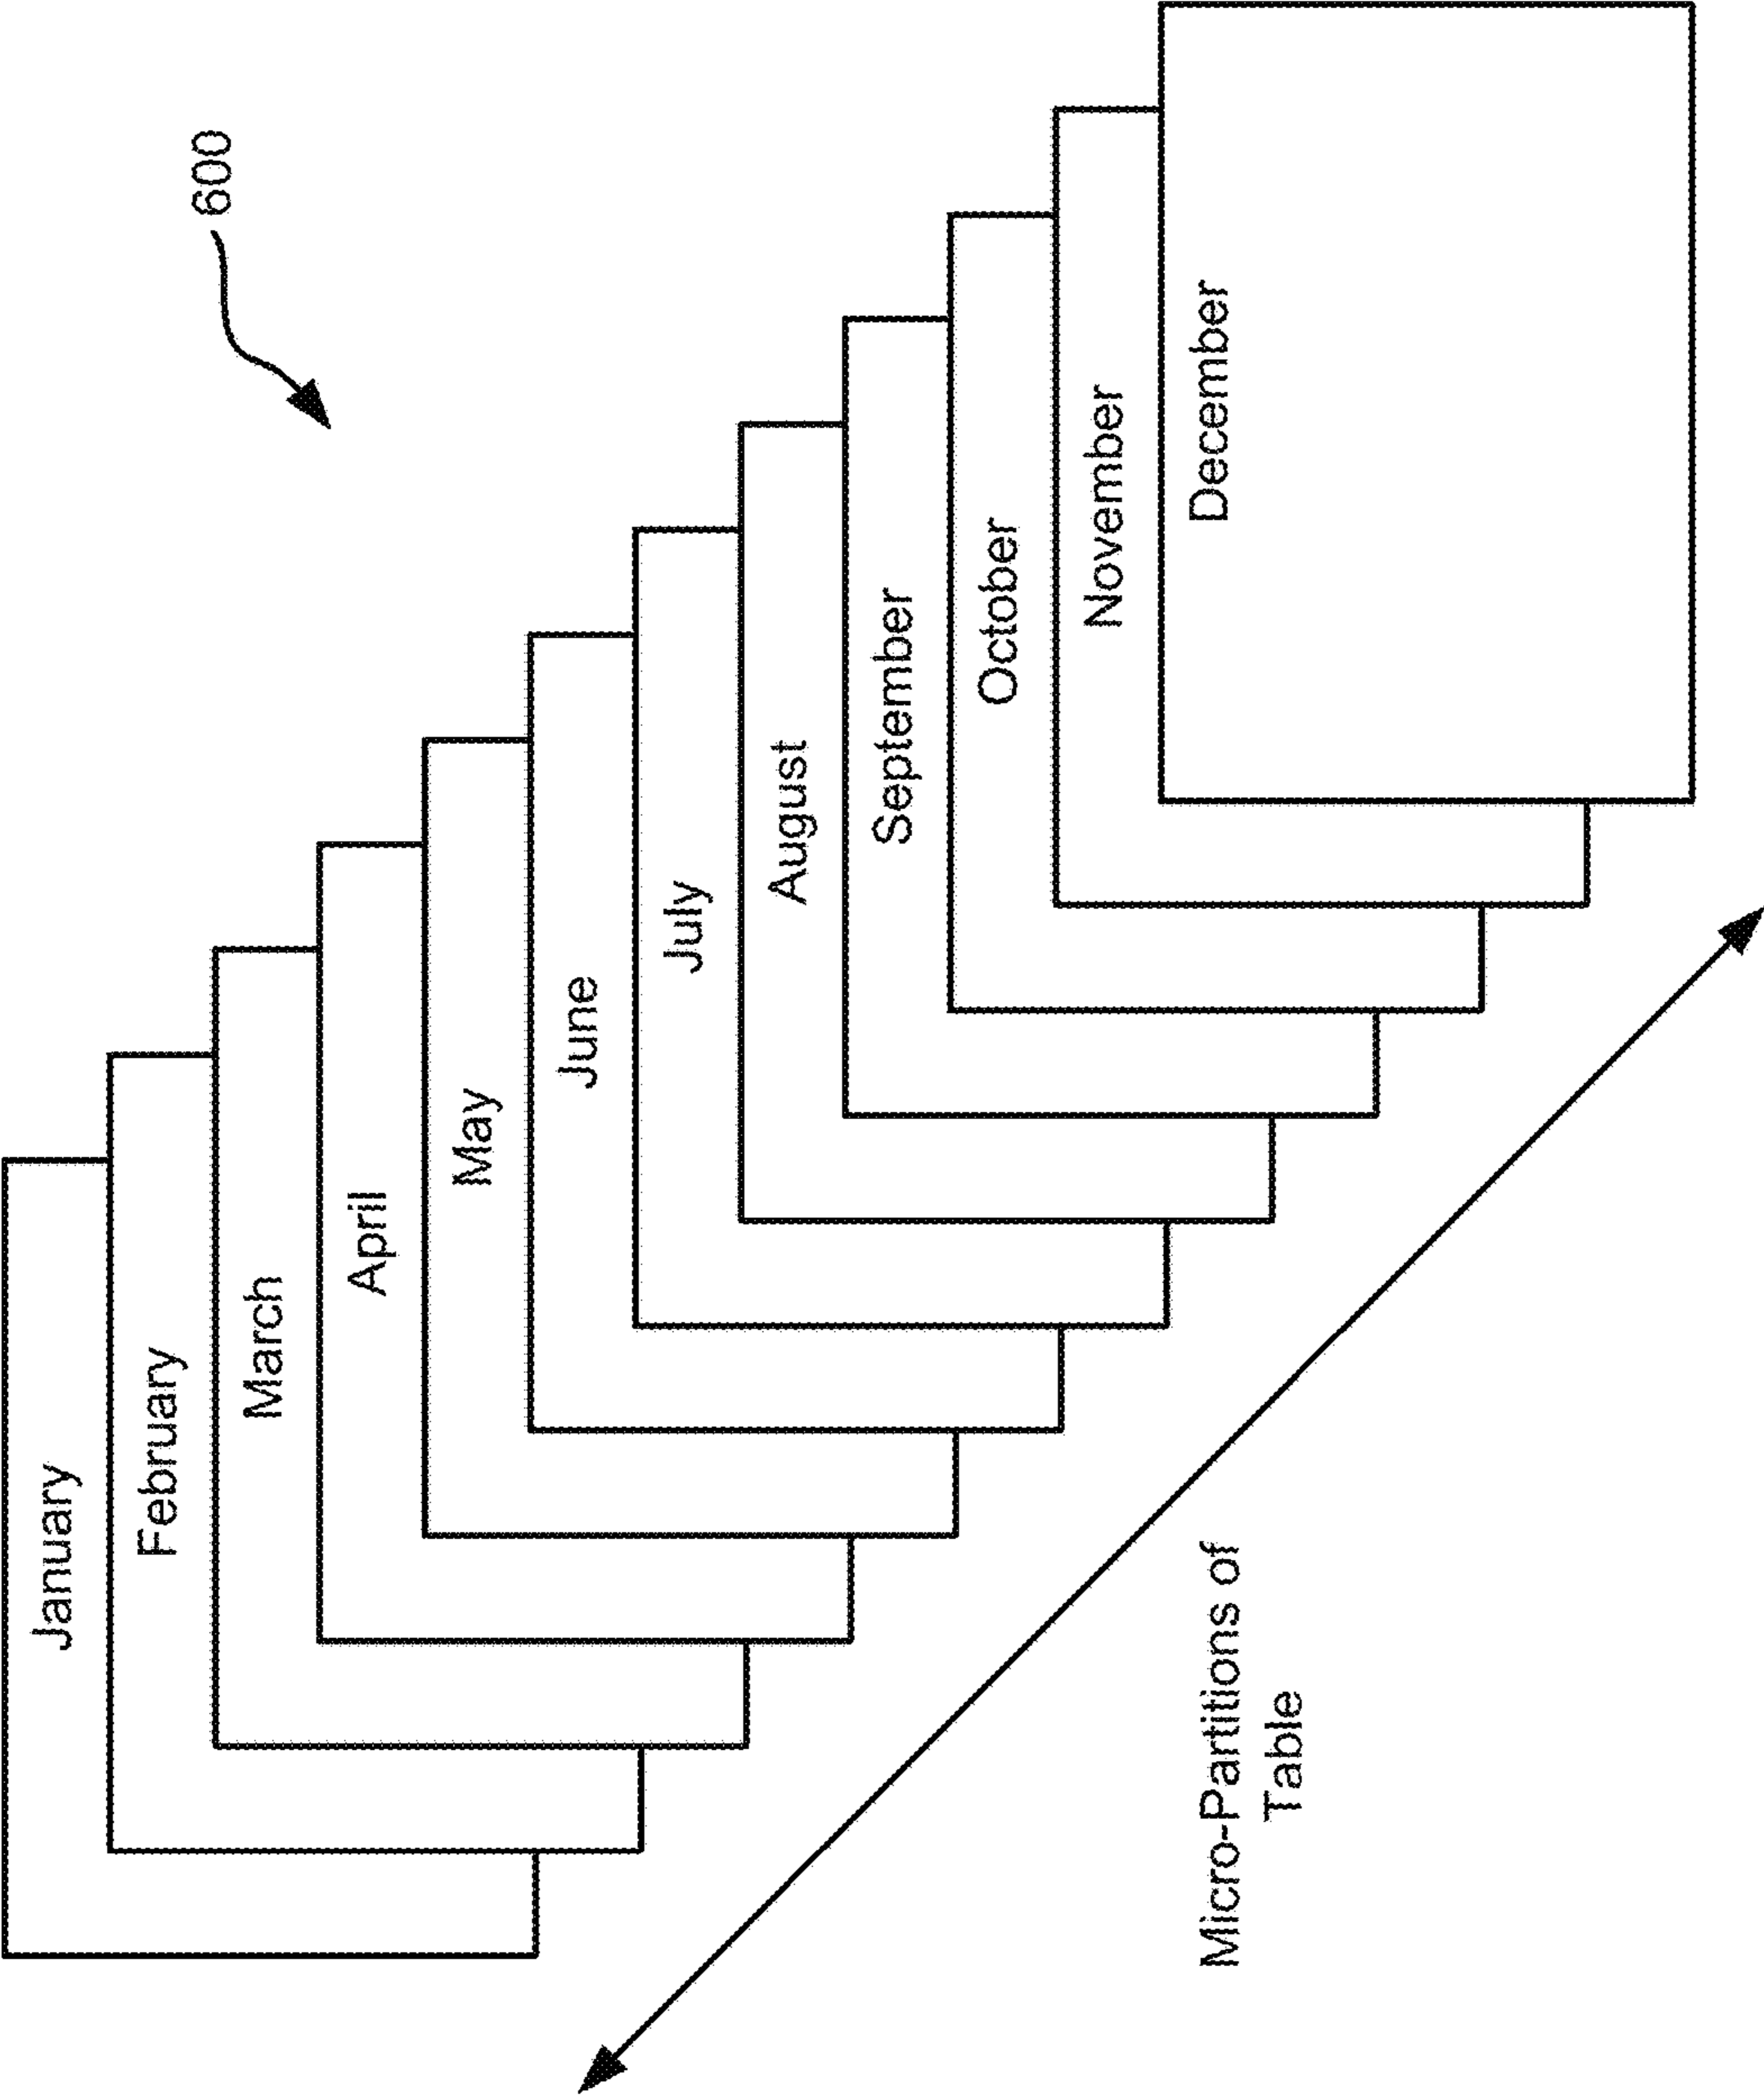 600
January
February
March
April
May
June
July
August
September
October
November
December
Micro-Partitions of
Table